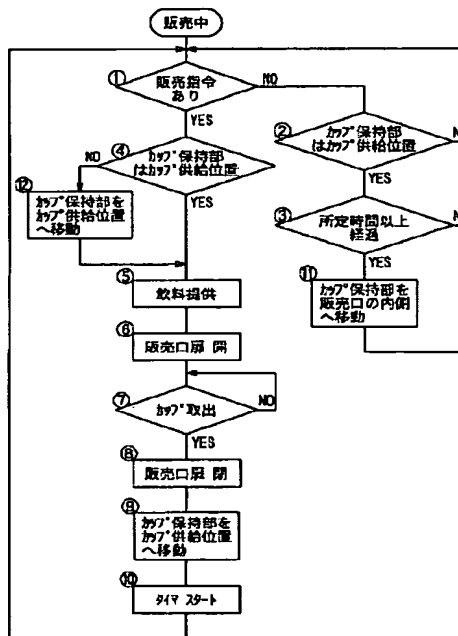 販売中
① 販売指令
あり
NO
YES
② カップ保持部
はカップ供給位置
N
YES
③ 所定時間以上
経過
N
YES
⑪ カップ保持部を
販売口の内側
へ移動
④ カップ保持部
はカップ供給位置
NO
YES
⑫ カップ保持部を
カップ供給位置
へ移動
⑤ 飲料提供
⑥ 販売口扉 開
⑦ カップ取出
NO
YES
⑧ 販売口扉 閉
⑨ カップ保持部を
カップ供給位置
へ移動
⑩ タイマ スタート